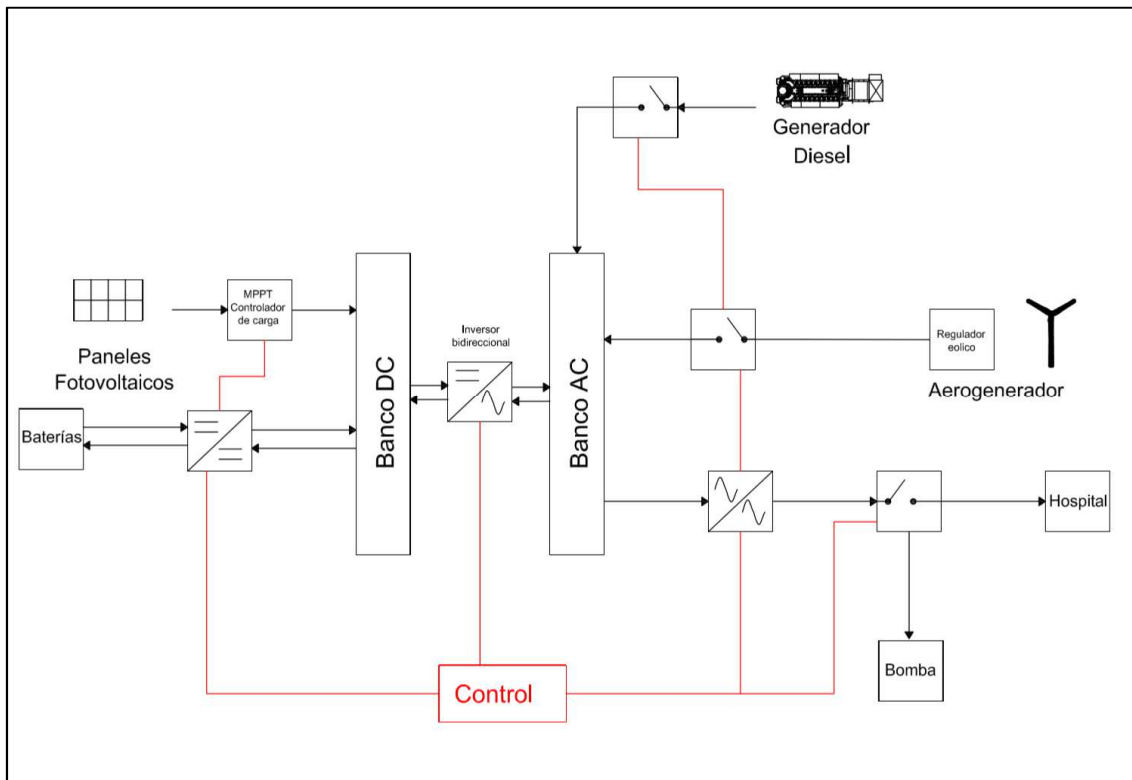 Generador
Diesel
MPPT
Controlador
de carga
Paneles
Fotovoltaicos
Baterías
Banco DC
Inversor
bidireccional
Banco AC
Regulador
eolico
Aerogenerador
Hospital
Bomba
Control